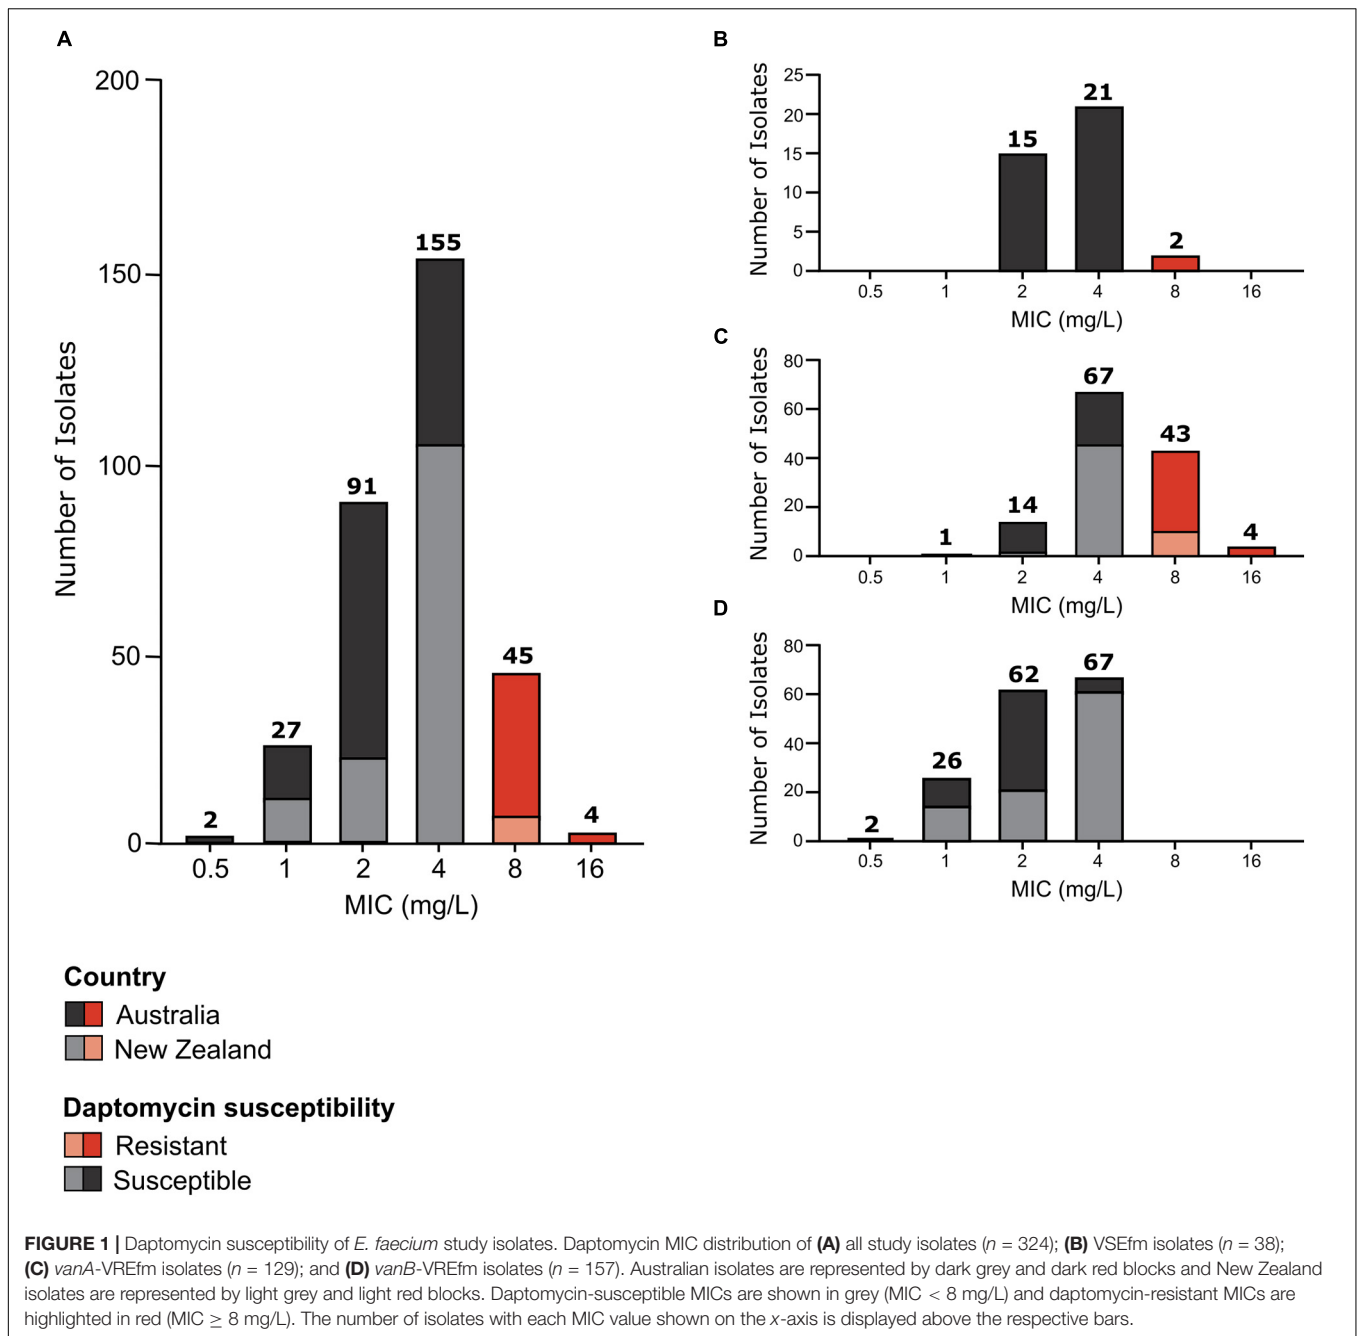 A
200
150
100
50
0
Number of Isolates
2
27
91
155
45
4
0.5 1 2 4 8 16
MIC (mg/L)
B
25
20
15
10
5
0
Number of Isolates
15
21
2
0.5 1 2 4 8 16
MIC (mg/L)
C
80
60
40
20
0
Number of Isolates
1
14
67
43
4
0.5 1 2 4 8 16
MIC (mg/L)
D
80
60
40
20
0
Number of Isolates
2
26
62
67
0.5 1 2 4 8 16
MIC (mg/L)
Country
Australia
New Zealand
Daptomycin susceptibility
Resistant
Susceptible
FIGURE 1 | Daptomycin susceptibility of E. faecium study isolates. Daptomycin MIC distribution of (A) all study isolates (n = 324); (B) VSEfm isolates (n = 38);
(C) vanA-VREfm isolates (n = 129); and (D) vanB-VREfm isolates (n = 157). Australian isolates are represented by dark grey and dark red blocks and New Zealand
isolates are represented by light grey and light red blocks. Daptomycin-susceptible MICs are shown in grey (MIC < 8 mg/L) and daptomycin-resistant MICs are
highlighted in red (MIC ≥ 8 mg/L). The number of isolates with each MIC value shown on the x-axis is displayed above the respective bars.